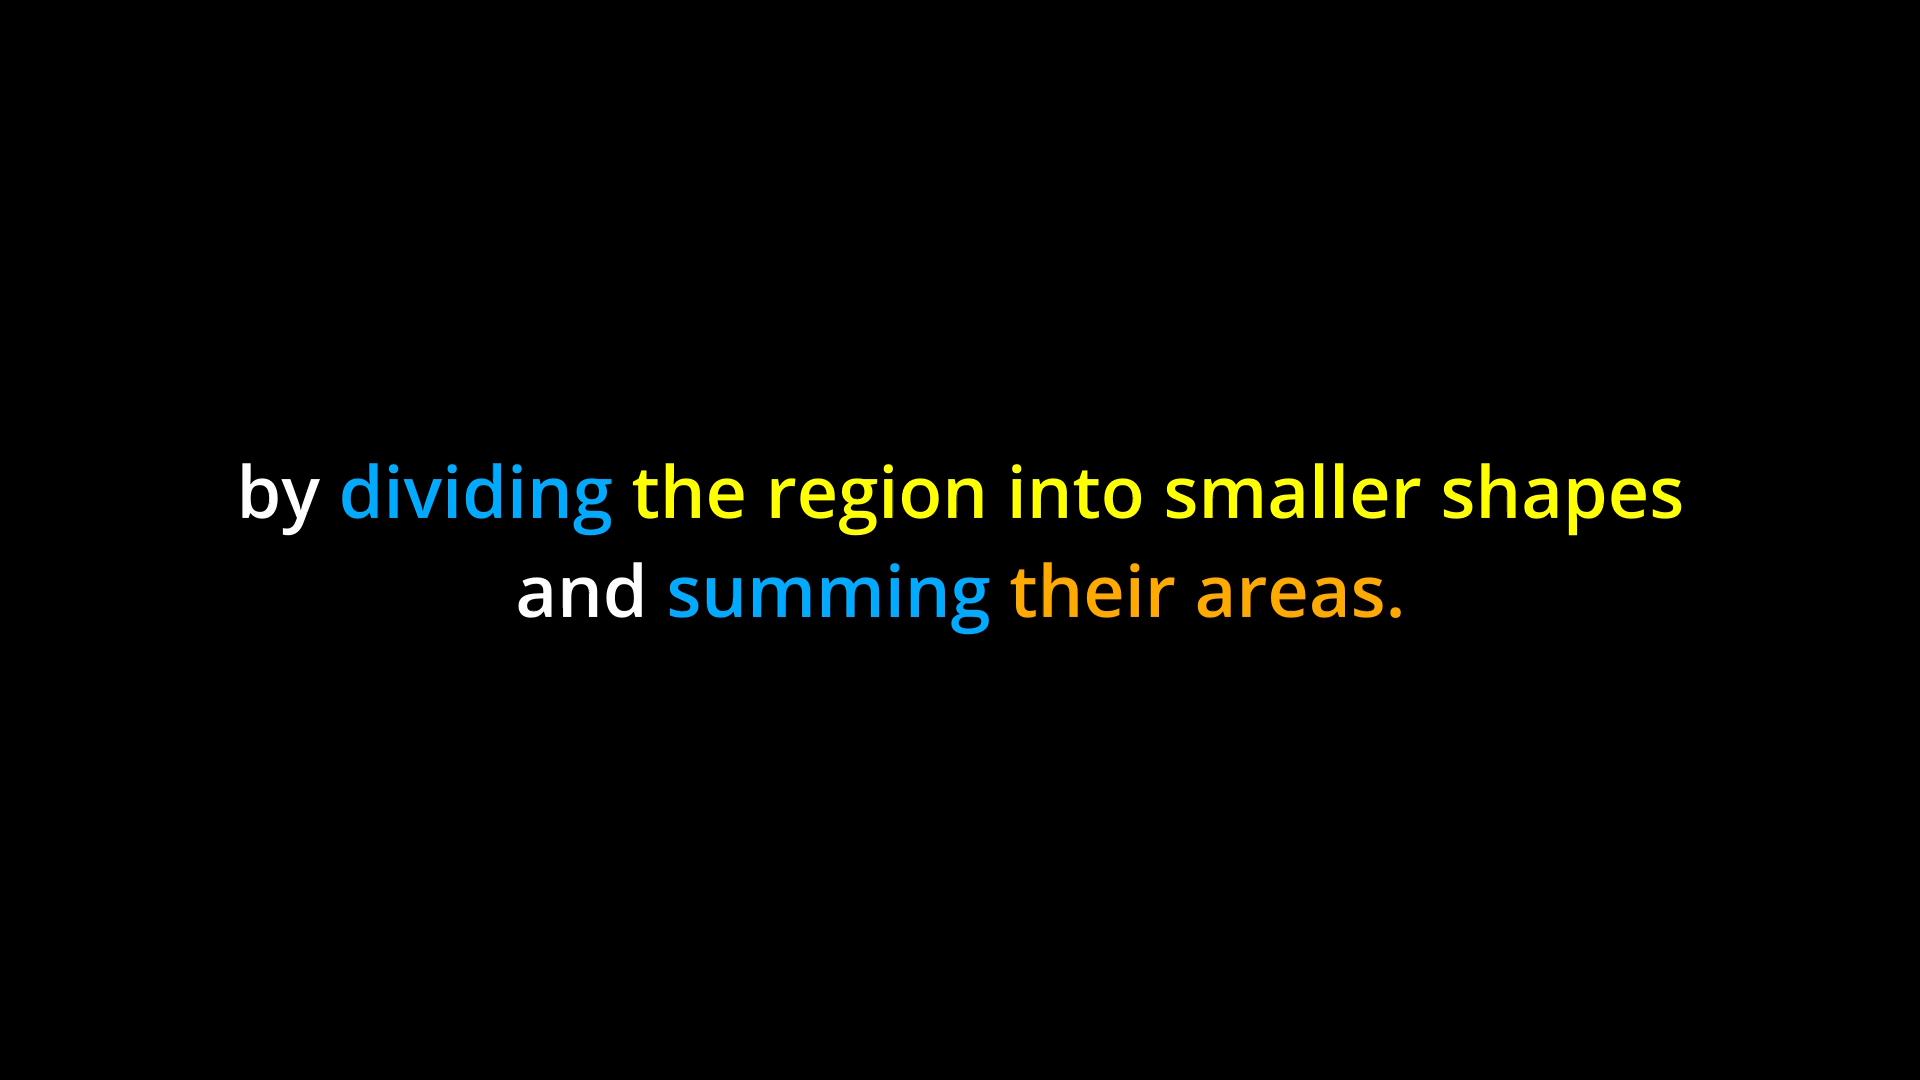 by dividing the region into smaller shapes
and summing their areas.